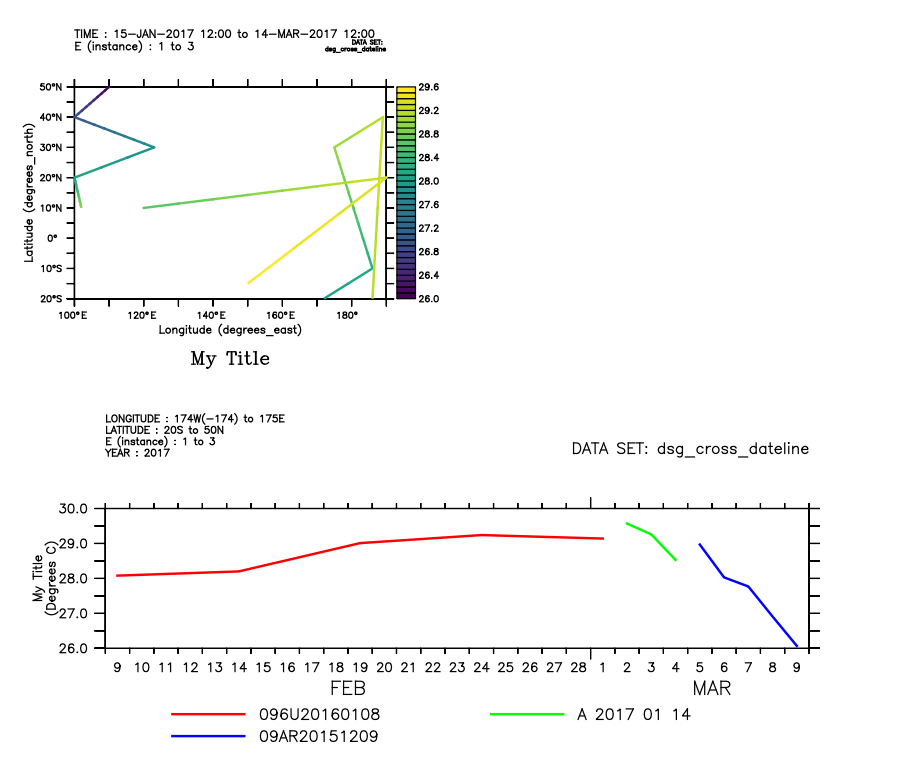 TIME : 15-JAN-2017 12:00 to 14-MAR-2017 12:00
E (instance) : 1 to 3
DATA SET:
dsg_cross_dateline
50°N
40°N
30°N
20°N
10°N
0°
10°S
20°S
Latitude (degrees_north)
100°E 120°E 140°E 160°E 180°
Longitude (degrees_east)
29.6
29.2
28.8
28.4
28.0
27.6
27.2
26.8
26.4
26.0
My Title
LONGITUDE : 174W(-174) to 175E
LATITUDE : 20S to 50N
E (instance) : 1 to 3
YEAR : 2017
DATA SET: dsg_cross_dateline
30.0
29.0
28.0
27.0
26.0
My Title
(Degrees C)
9 10 11 12 13 14 15 16 17 18 19 20 21 22 23 24 25 26 27 28 1 2 3 4 5 6 7 8 9
FEB MAR
096U20160108 A 2017 01 14
09AR20151209